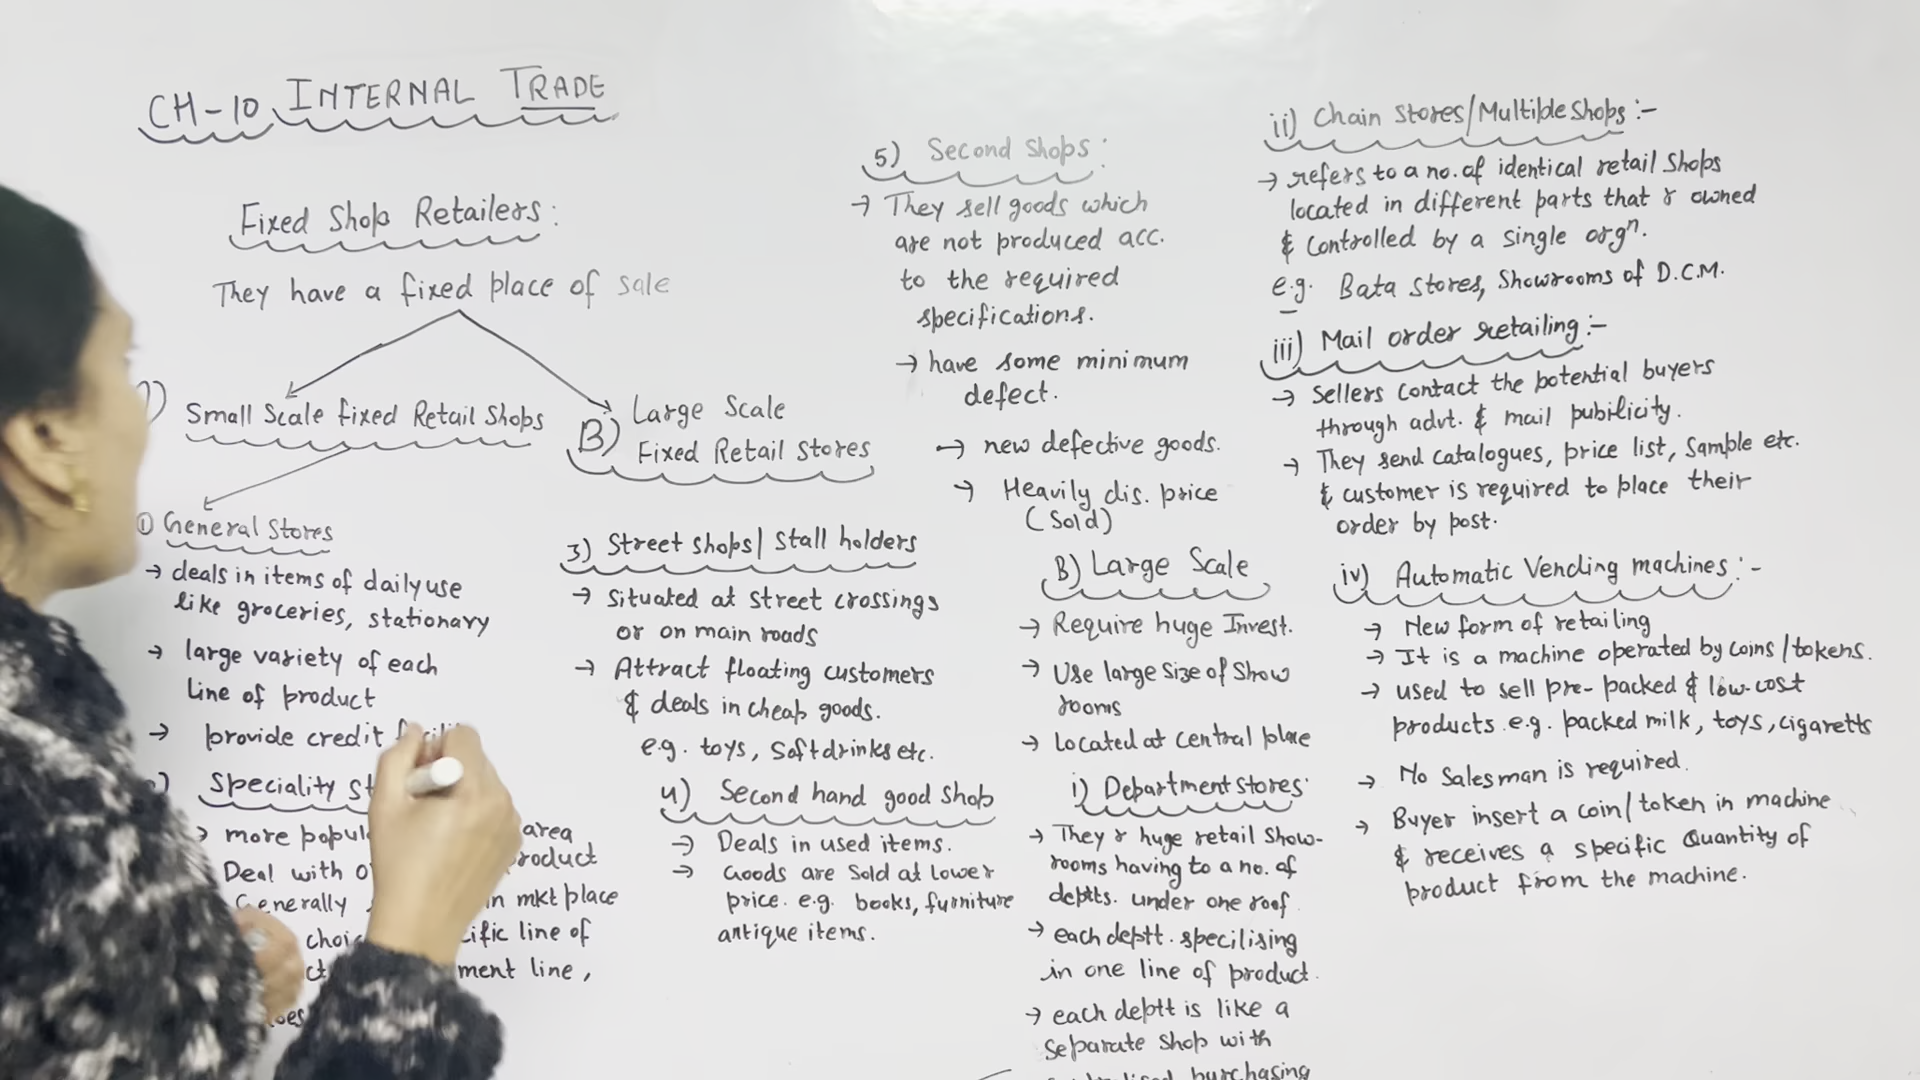 CH-10 INTERNAL TRADE
Fixed Shop Retailers:
They have a fixed place of sale
Small Scale fixed Retail Shops
B) Large Scale
Fixed Retail Stores
① General Stores
→ deals in items of daily use
like groceries, stationary
→ large variety of each
line of product
→ provide credit
Speciality
more area
Deal with product
Generally in mkt place
line of
line,
3) Street shops/ Stall holders
→ Situated at street crossings
or on main roads
→ Attract floating customers
& deals in cheap goods.
e.g. toys, Soft drinks etc.
4) Second hand good shop
→ Deals in used items.
→ Goods are Sold at lower
price. e.g. books, furniture
antique items.
5) Second Shops:
→ They sell goods which
are not produced acc.
to the required
specifications.
→ have some minimum
defect.
→ new defective goods.
→ Heavily dis. price
(Sold)
B) Large Scale
→ Require huge Invest.
→ Use large size of Show
rooms
→ Located at central place
i) Department stores
→ They r huge retail show-
rooms having to a no. of
deptts. under one roof
→ each deptt. specilising
in one line of product.
→ each deptt is like a
separate shop with
purchasing
ii) Chain Stores/Multiple Shops :-
→ refers to a no. of identical retail shops
located in different parts that r owned
& controlled by a single orgⁿ.
e.g. Bata Stores, Showrooms of D.C.M.
iii) Mail order retailing :-
→ Sellers contact the potential buyers
through advt. & mail pubilicity.
→ They send catalogues, price list, Sample etc.
& customer is required to place their
order by post.
iv) Automatic Vending machines :-
→ New form of retailing
→ It is a machine operated by coins/tokens.
→ used to sell pre-packed & low-cost
products e.g. packed milk, toys, cigaretts
→ No Salesman is required.
→ Buyer insert a coin/token in machine
& receives a specific Quantity of
product from the machine.